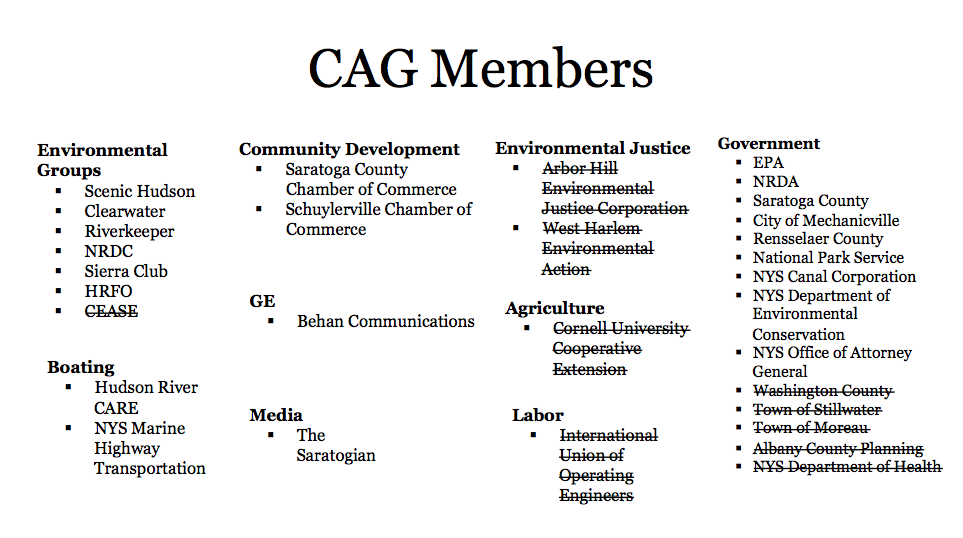 CAG Members
Environmental
Groups
▪ Scenic Hudson
▪ Clearwater
▪ Riverkeeper
▪ NRDC
▪ Sierra Club
▪ HRFO
▪ CEASE
Boating
▪ Hudson River
CARE
▪ NYS Marine
Highway
Transportation
Community Development
▪ Saratoga County
Chamber of Commerce
▪ Schuylerville Chamber of
Commerce
GE
▪ Behan Communications
Media
▪ The
Saratogian
Environmental Justice
▪ Arbor Hill
Environmental
Justice Corporation
▪ West Harlem
Environmental
Action
Agriculture
▪ Cornell University
Cooperative
Extension
Labor
▪ International
Union of
Operating
Engineers
Government
▪ EPA
▪ NRDA
▪ Saratoga County
▪ City of Mechanicville
▪ Rensselaer County
▪ National Park Service
▪ NYS Canal Corporation
▪ NYS Department of
Environmental
Conservation
▪ NYS Office of Attorney
General
▪ Washington County
▪ Town of Stillwater
▪ Town of Moreau
▪ Albany County Planning
▪ NYS Department of Health